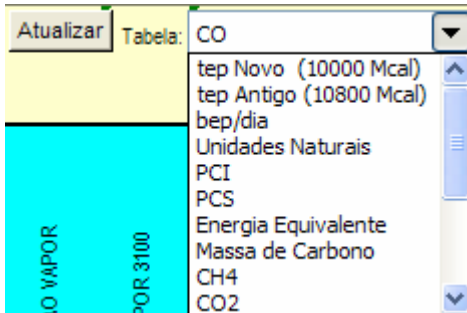 Atualizar Tabela: CO
tep Novo (10000 Mcal)
tep Antigo (10800 Mcal)
bep/dia
Unidades Naturais
PCI
PCS
Energia Equivalente
Massa de Carbono
CH4
CO2
VAPOR
3100